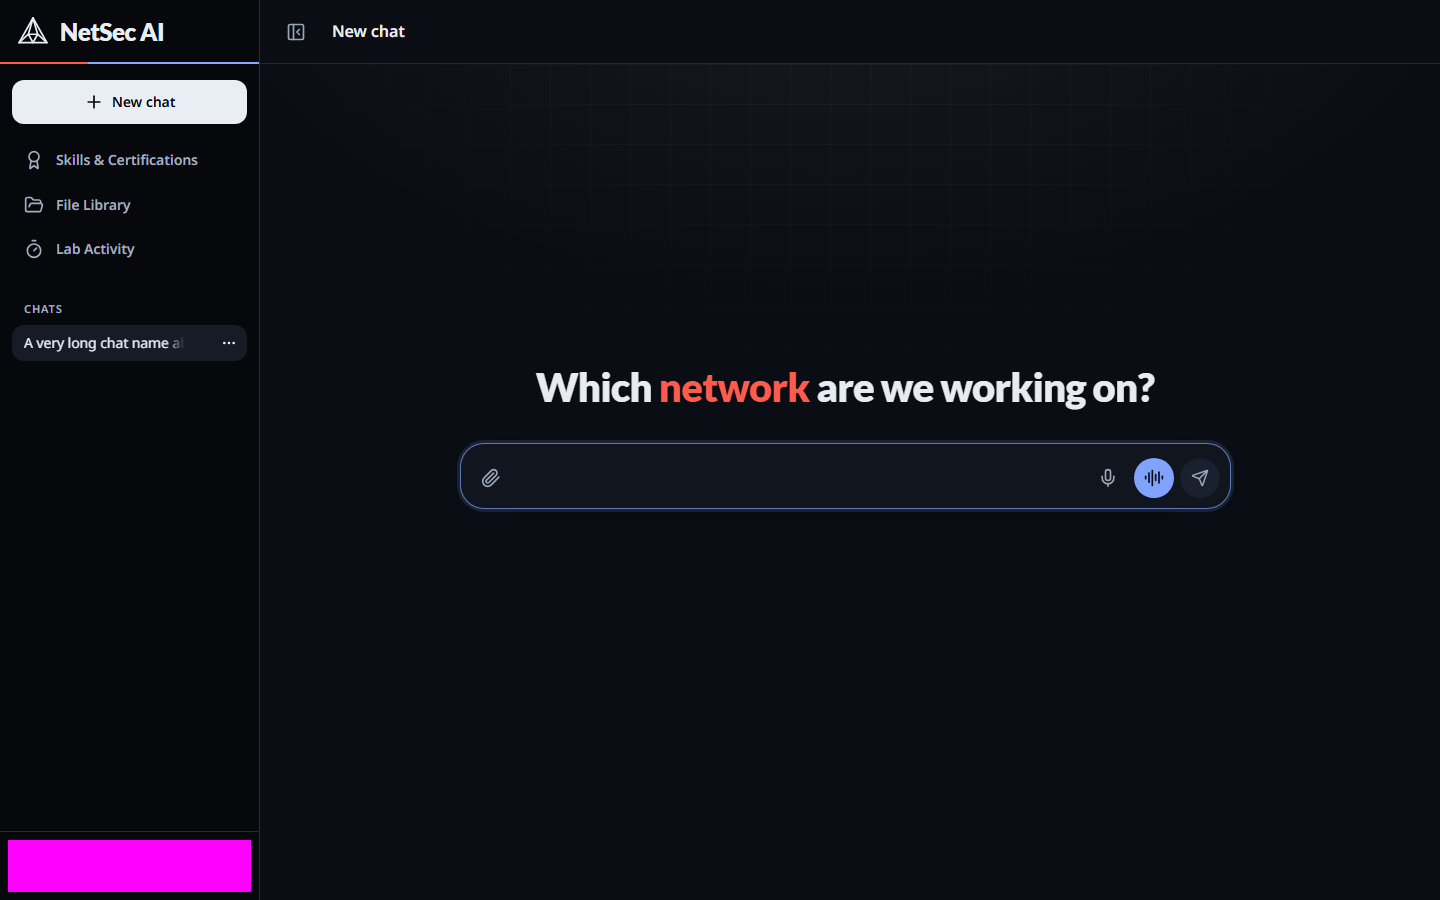 NetSec AI
New chat
New chat
Skills & Certifications
File Library
Lab Activity
CHATS
A very long chat name
Which network are we working on?